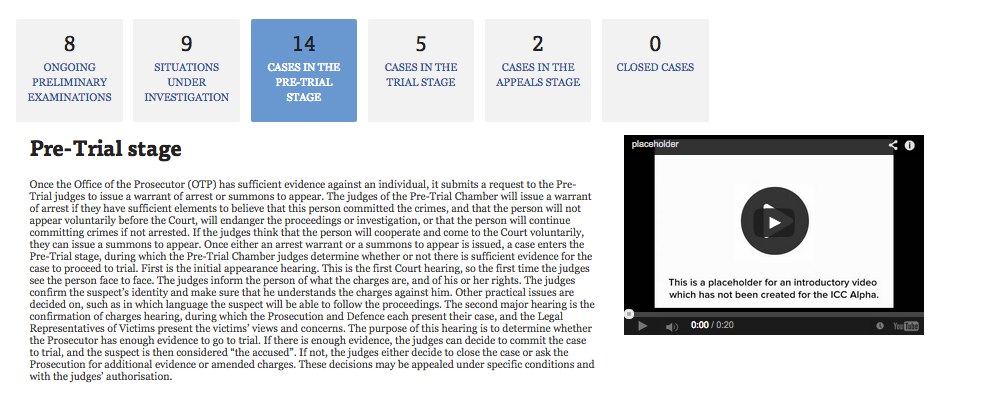 8
ONGOING
PRELIMINARY
EXAMINATIONS
9
SITUATIONS
UNDER
INVESTIGATION
14
CASES IN THE
PRE-TRIAL
STAGE
5
CASES IN THE
TRIAL STAGE
2
CASES IN THE
APPEALS STAGE
0
CLOSED CASES
Pre-Trial stage
Once the Office of the Prosecutor (OTP) has sufficient evidence against an individual, it submits a request to the Pre-
Trial judges to issue a warrant of arrest or summons to appear. The judges of the Pre-Trial Chamber will issue a warrant
of arrest if they have sufficient elements to believe that this person committed the crimes, and that the person will not
appear voluntarily before the Court, will endanger the proceedings or investigation, or that the person will continue
committing crimes if not arrested. If the judges think that the person will cooperate and come to the Court voluntarily,
they can issue a summons to appear. Once either an arrest warrant or a summons to appear is issued, a case enters the
Pre-Trial stage, during which the Pre-Trial Chamber judges determine whether or not there is sufficient evidence for the
case to proceed to trial. First is the initial appearance hearing. This is the first Court hearing, so the first time the judges
see the person face to face. The judges inform the person of what the charges are, and of his or her rights. The judges
confirm the suspect's identity and make sure that he understands the charges against him. Other practical issues are
decided on, such as in which language the suspect will be able to follow the proceedings. The second major hearing is the
confirmation of charges hearing, during which the Prosecution and Defence each present their case, and the Legal
Representatives of Victims present the victims' views and concerns. The purpose of this hearing is to determine whether
the Prosecutor has enough evidence to go to trial. If there is enough evidence, the judges can decide to commit the case
to trial, and the suspect is then considered "the accused". If not, the judges either decide to close the case or ask the
Prosecution for additional evidence or amended charges. These decisions may be appealed under specific conditions and
with the judges' authorisation.
placeholder
This is a placeholder for an introductory video
which has not been created for the ICC Alpha.
0:00 / 0:20
YouTube